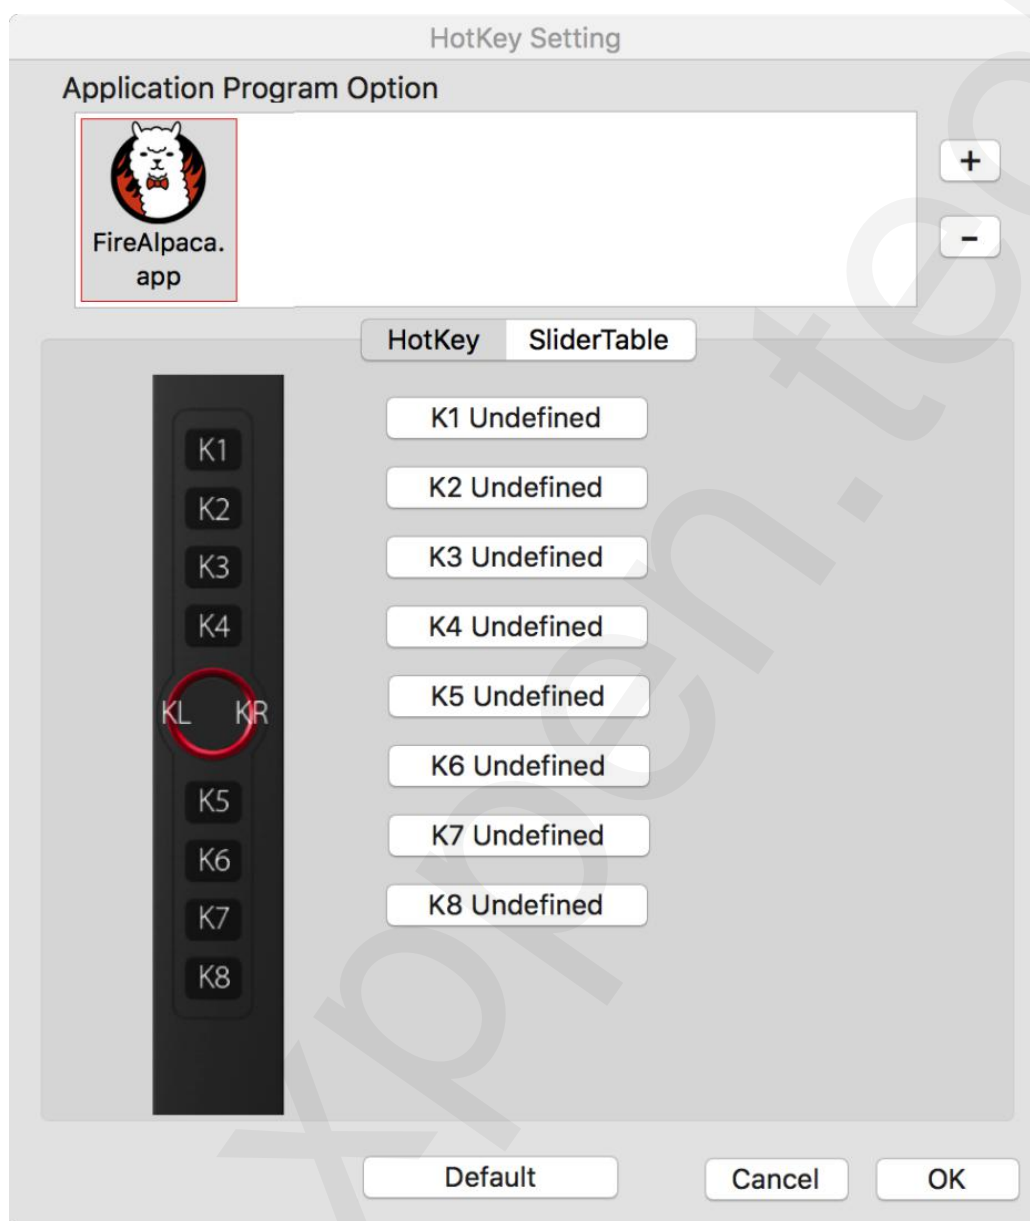 HotKey Setting
Application Program Option
FireAlpaca.
app
+
-
HotKey SliderTable
K1
K2
K3
K4
KL KR
K5
K6
K7
K8
K1 Undefined
K2 Undefined
K3 Undefined
K4 Undefined
K5 Undefined
K6 Undefined
K7 Undefined
K8 Undefined
Default Cancel OK